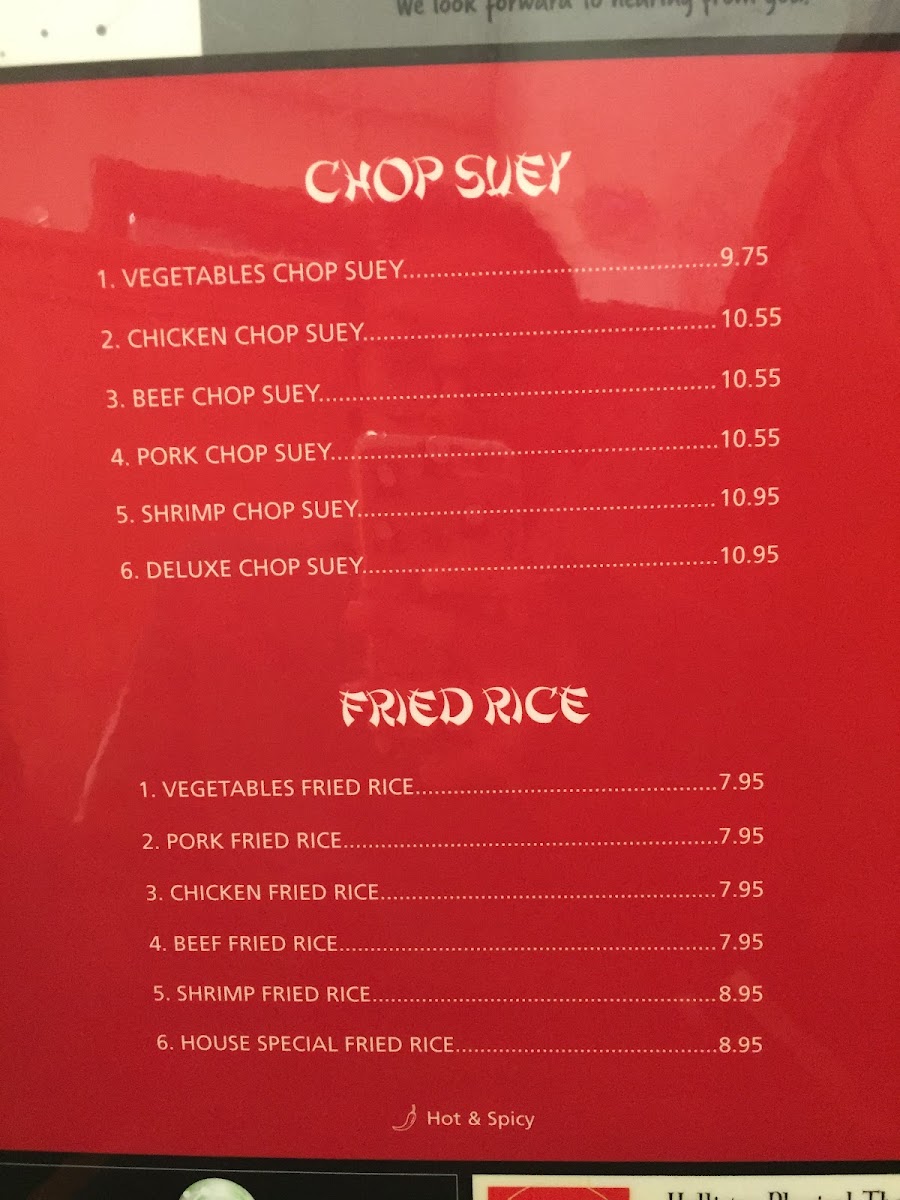 We look forward to hearing from you.
CHOP SUEY
1. VEGETABLES CHOP SUEY 9.75
2. CHICKEN CHOP SUEY 10.55
3. BEEF CHOP SUEY 10.55
4. PORK CHOP SUEY 10.55
5. SHRIMP CHOP SUEY 10.95
6. DELUXE CHOP SUEY 10.95
FRIED RICE
1. VEGETABLES FRIED RICE 7.95
2. PORK FRIED RICE 7.95
3. CHICKEN FRIED RICE 7.95
4. BEEF FRIED RICE 7.95
5. SHRIMP FRIED RICE 8.95
6. HOUSE SPECIAL FRIED RICE 8.95
Hot & Spicy